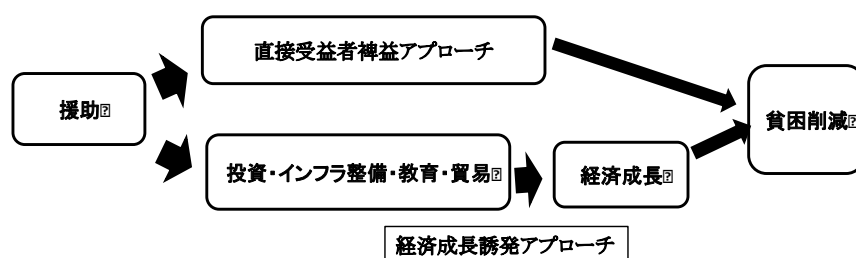 直接受益者裨益アプローチ
援助
貧困削減
投資・インフラ整備・教育・貿易
経済成長
経済成長誘発アプローチ